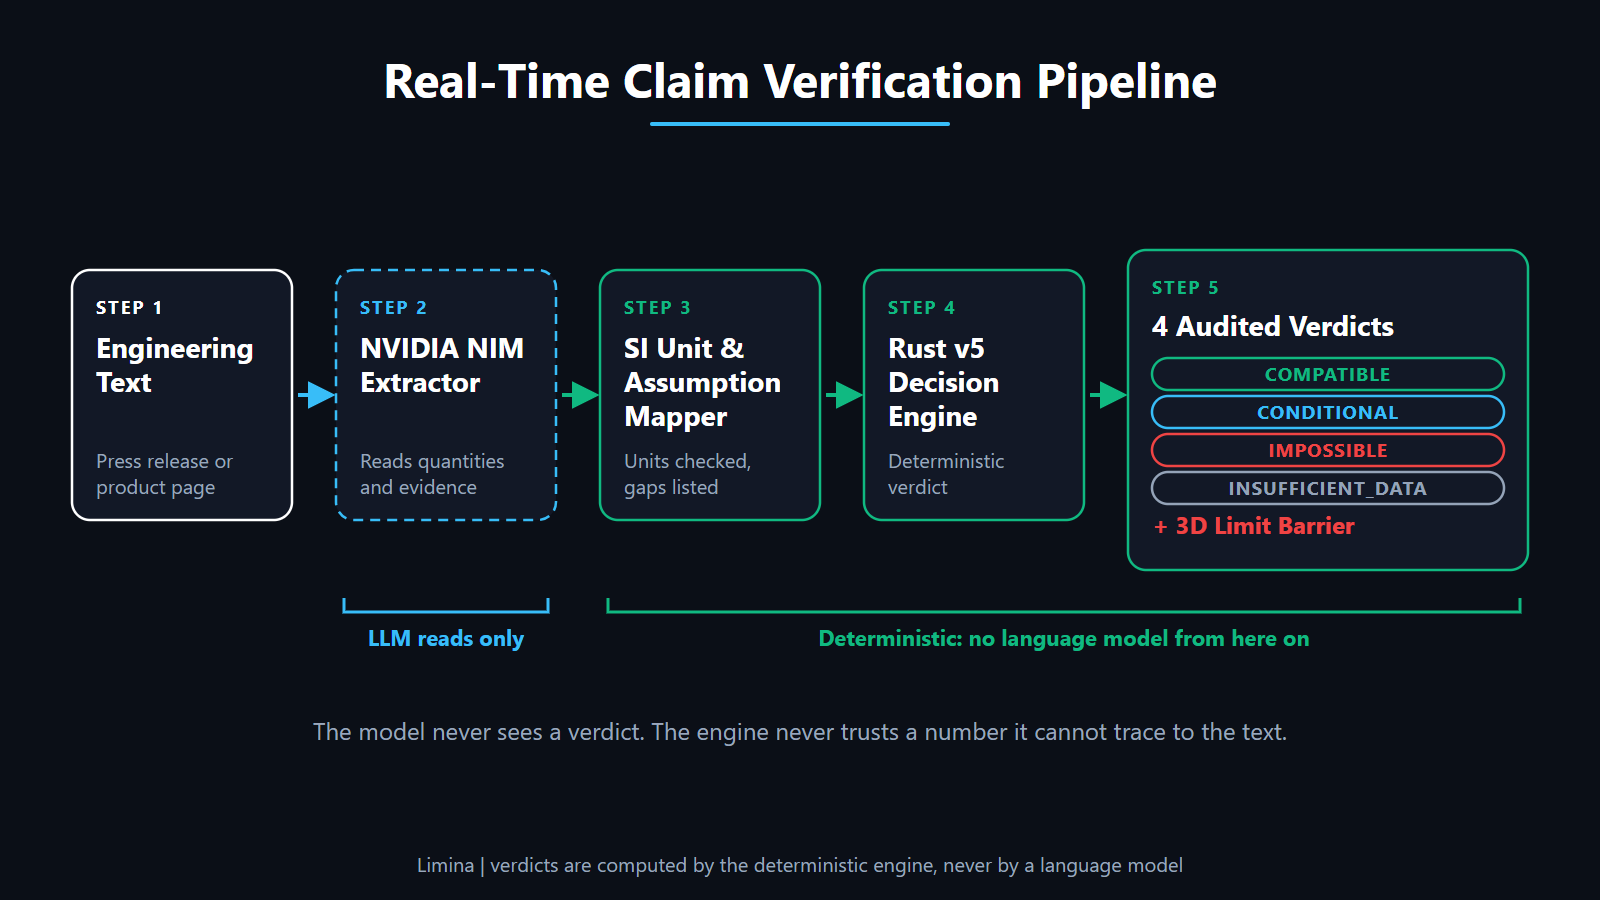 Real-Time Claim Verification Pipeline
STEP 1
Engineering
Text
Press release or
product page
STEP 2
NVIDIA NIM
Extractor
Reads quantities
and evidence
STEP 3
SI Unit &
Assumption
Mapper
Units checked,
gaps listed
STEP 4
Rust v5
Decision
Engine
Deterministic
verdict
STEP 5
4 Audited Verdicts
COMPATIBLE
CONDITIONAL
IMPOSSIBLE
INSUFFICIENT_DATA
+ 3D Limit Barrier
LLM reads only
Deterministic: no language model from here on
The model never sees a verdict. The engine never trusts a number it cannot trace to the text.
Limina | verdicts are computed by the deterministic engine, never by a language model